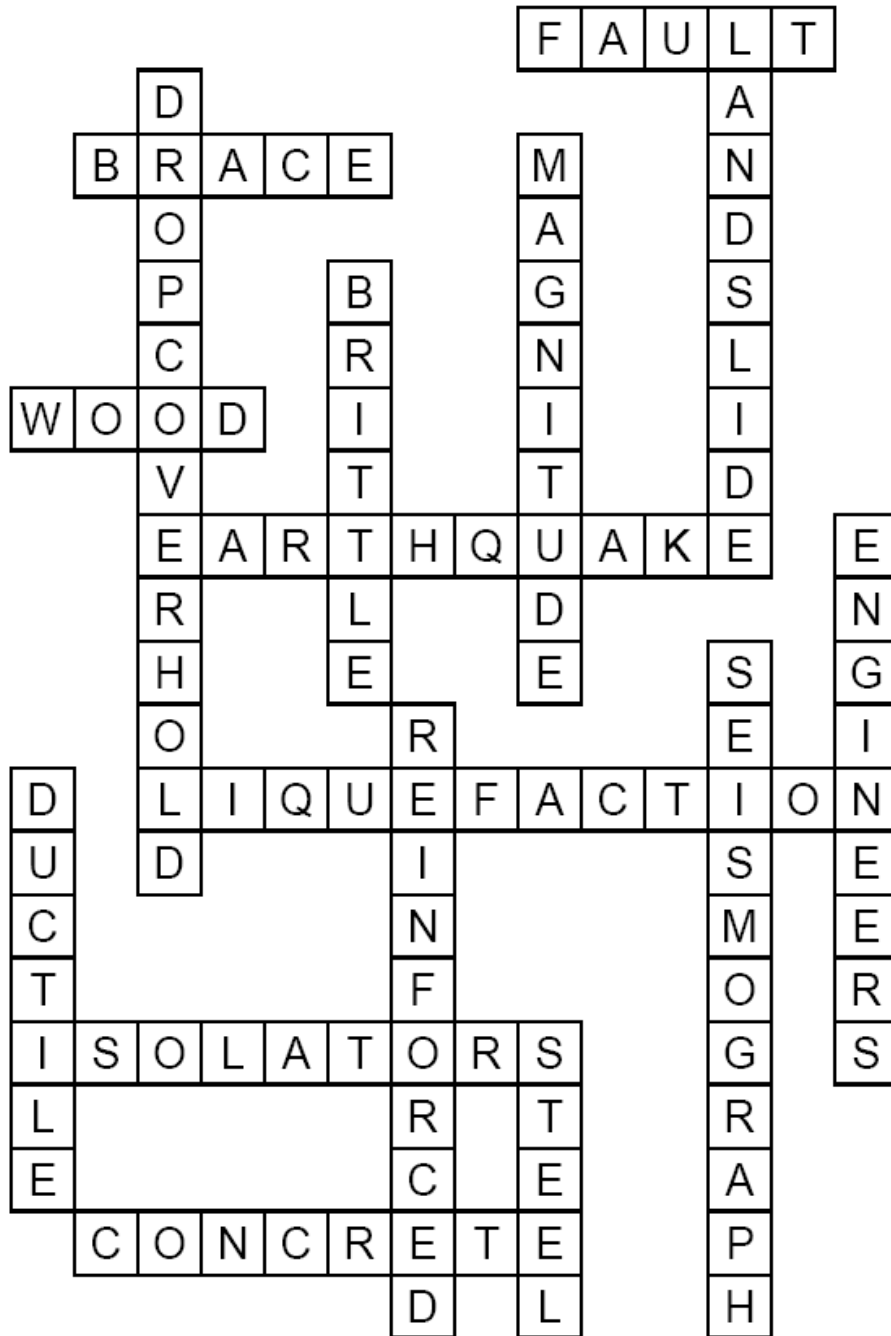 FAULT
LANDSLIDE
DROPCOVERHOLD
BRACE
MAGNITUDE
BRITTLE
WOOD
EARTHQUAKE
ENGINEERS
SEISMOGRAPH
REINFORCED
DUCTILE
LIQUEFACTION
ISOLATORS
STEEL
CONCRETE